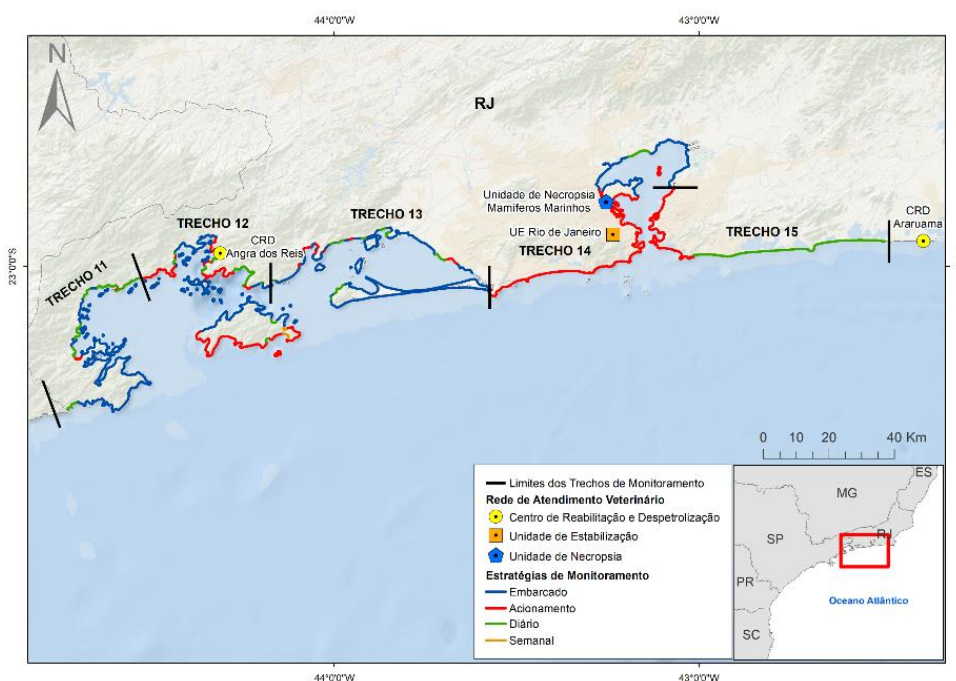 44°0'0"W
43°0'0"W
N
RJ
TRECHO 12
TRECHO 13
Unidade de Necropsia
Mamíferos Marinhos
CRD
Angra dos Reis
UE Rio de Janeiro
TRECHO 14
TRECHO 15
CRD
Araruama
23°0'0"S
TRECHO 11
0 10 20 40 Km
Limites dos Trechos de Monitoramento
Rede de Atendimento Veterinário
Centro de Reabilitação e Despetrolização
Unidade de Estabilização
Unidade de Necropsia
Estratégias de Monitoramento
Embarcado
Acionamento
Diário
Semanal
ES
MG
RJ
SP
PR
Oceano Atlântico
SC
44°0'0"W
43°0'0"W